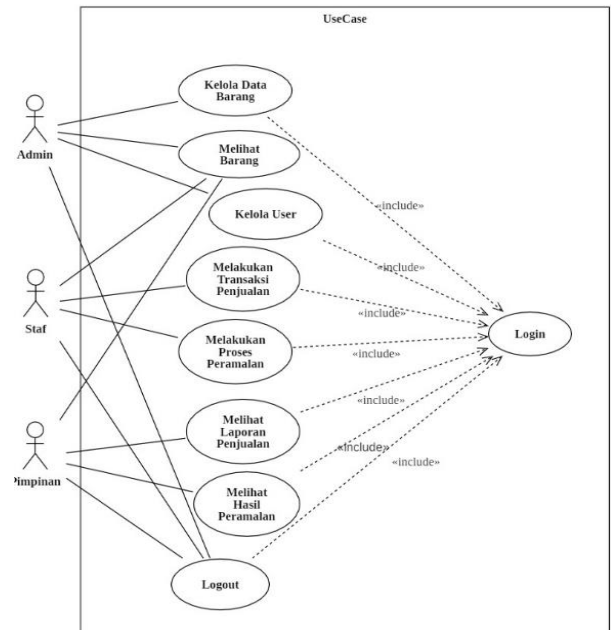 UseCase
Kelola Data
Barang
Admin
Melihat
Barang
«include»
Kelola User
«include»
Melakukan
Transaksi
Penjualan
«include»
Staf
Login
Melakukan
Proses
Peramalan
«include»
«include»
Melihat
Laporan
Penjualan
«include»
«include»
Pimpinan
Melihat
Hasil
Peramalan
Logout